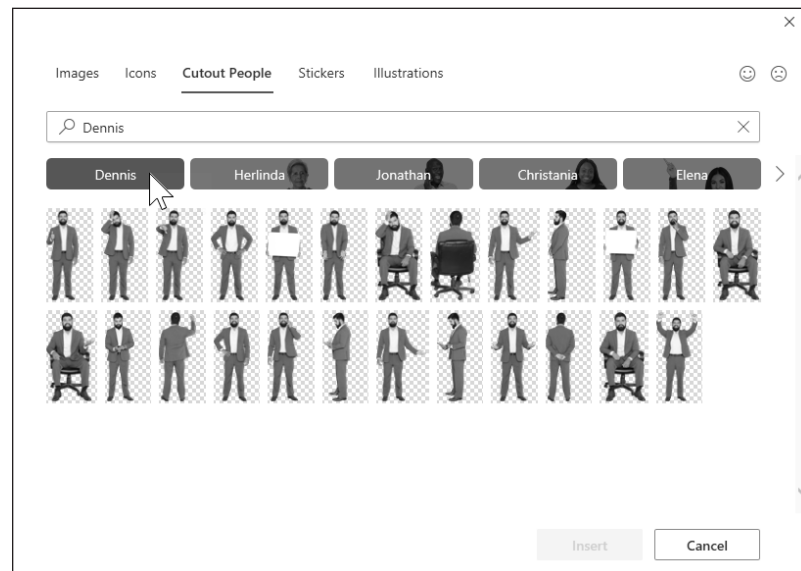 Images Icons Cutout People Stickers Illustrations
Dennis
Dennis Herlinda Jonathan Christania Elena
Insert Cancel